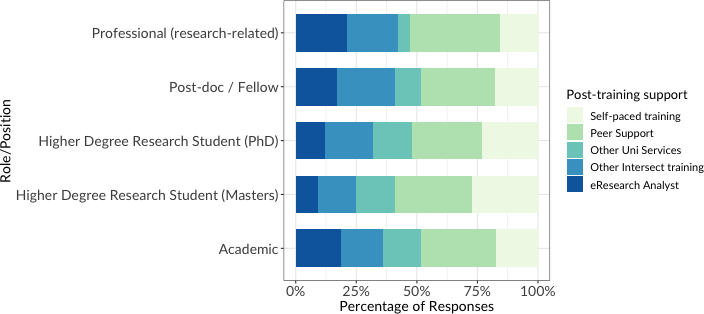 Role/Position
Professional (research-related)
Post-doc / Fellow
Higher Degree Research Student (PhD)
Higher Degree Research Student (Masters)
Academic
0% 25% 50% 75% 100%
Percentage of Responses
Post-training support
Self-paced training
Peer Support
Other Uni Services
Other Intersect training
eResearch Analyst